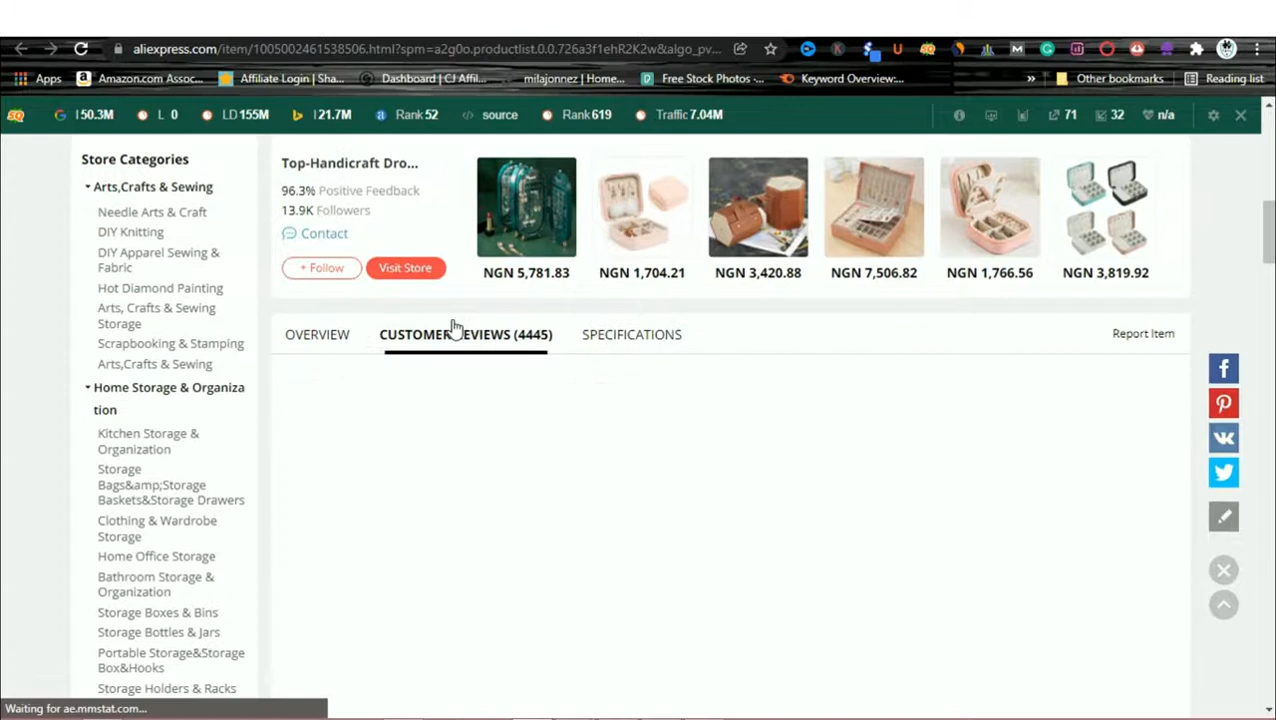 aliexpress.com/item/1005002461538506.html?spm=a2g0o.productlist.0.0.726a3f1ehR2K2w&algo_pv...
Apps
Amazon.com Assoc...
Affiliate Login | Sha...
Dashboard | CJ Affil...
milajonnez | Home...
Free Stock Photos -...
Keyword Overview:...
»
Other bookmarks
Reading list
SQ
I 50.3M
L 0
LD 155M
I 21.7M
Rank 52
source
Rank 619
Traffic 7.04M
71
32
n/a
Store Categories
Arts,Crafts & Sewing
Needle Arts & Craft
DIY Knitting
DIY Apparel Sewing &
Fabric
Hot Diamond Painting
Arts, Crafts & Sewing
Storage
Scrapbooking & Stamping
Arts,Crafts & Sewing
Home Storage & Organiza
tion
Kitchen Storage &
Organization
Storage
Bags&amp;Storage
Baskets&Storage Drawers
Clothing & Wardrobe
Storage
Home Office Storage
Bathroom Storage &
Organization
Storage Boxes & Bins
Storage Bottles & Jars
Portable Storage&Storage
Box&Hooks
Storage Holders & Racks
Top-Handicraft Dro...
96.3% Positive Feedback
13.9K Followers
Contact
+ Follow
Visit Store
NGN 5,781.83
NGN 1,704.21
NGN 3,420.88
NGN 7,506.82
NGN 1,766.56
NGN 3,819.92
OVERVIEW
CUSTOMER REVIEWS (4445)
SPECIFICATIONS
Report Item
Waiting for ae.mmstat.com...